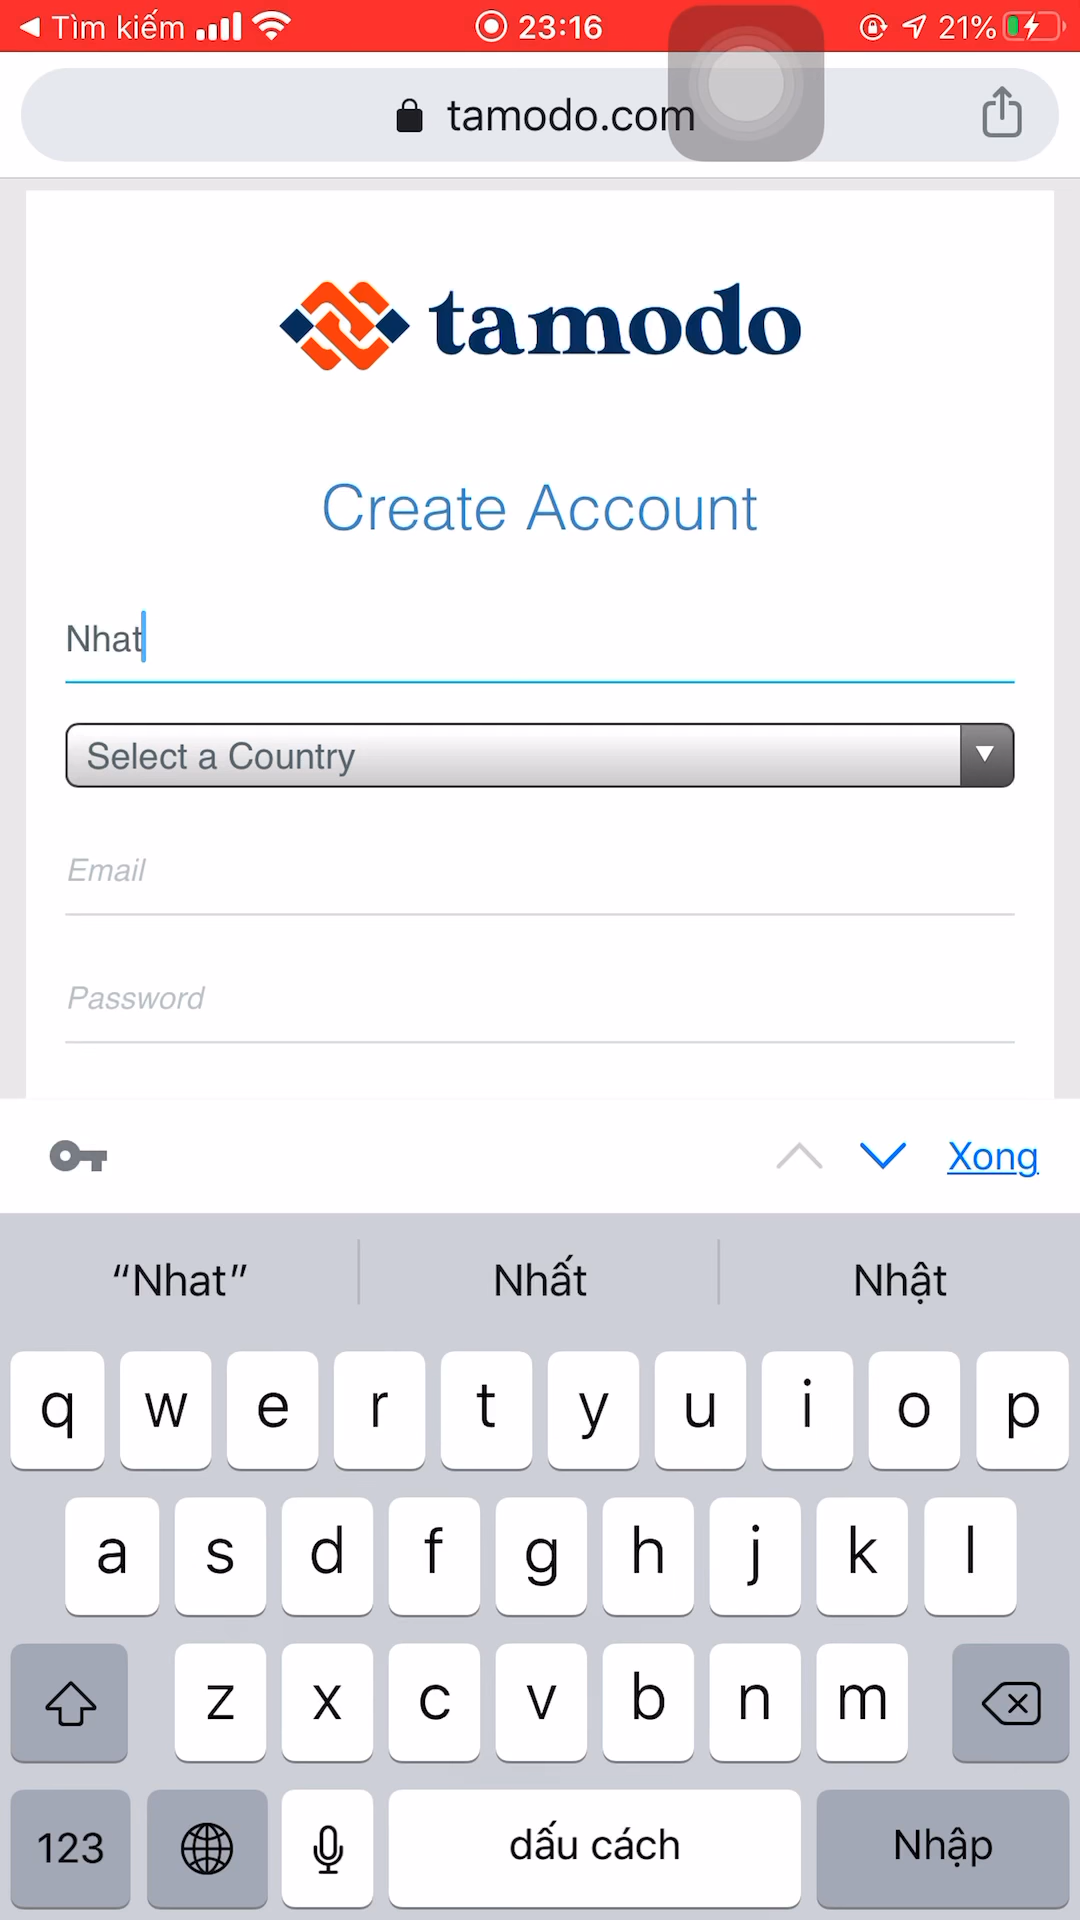 Tìm kiếm 23:16 21%
tamodo.com
tamodo
Create Account
Nhat
Select a Country
Email
Password
Xong
“Nhat” Nhất Nhật
q w e r t y u i o p
a s d f g h j k l
z x c v b n m
123 dấu cách Nhập